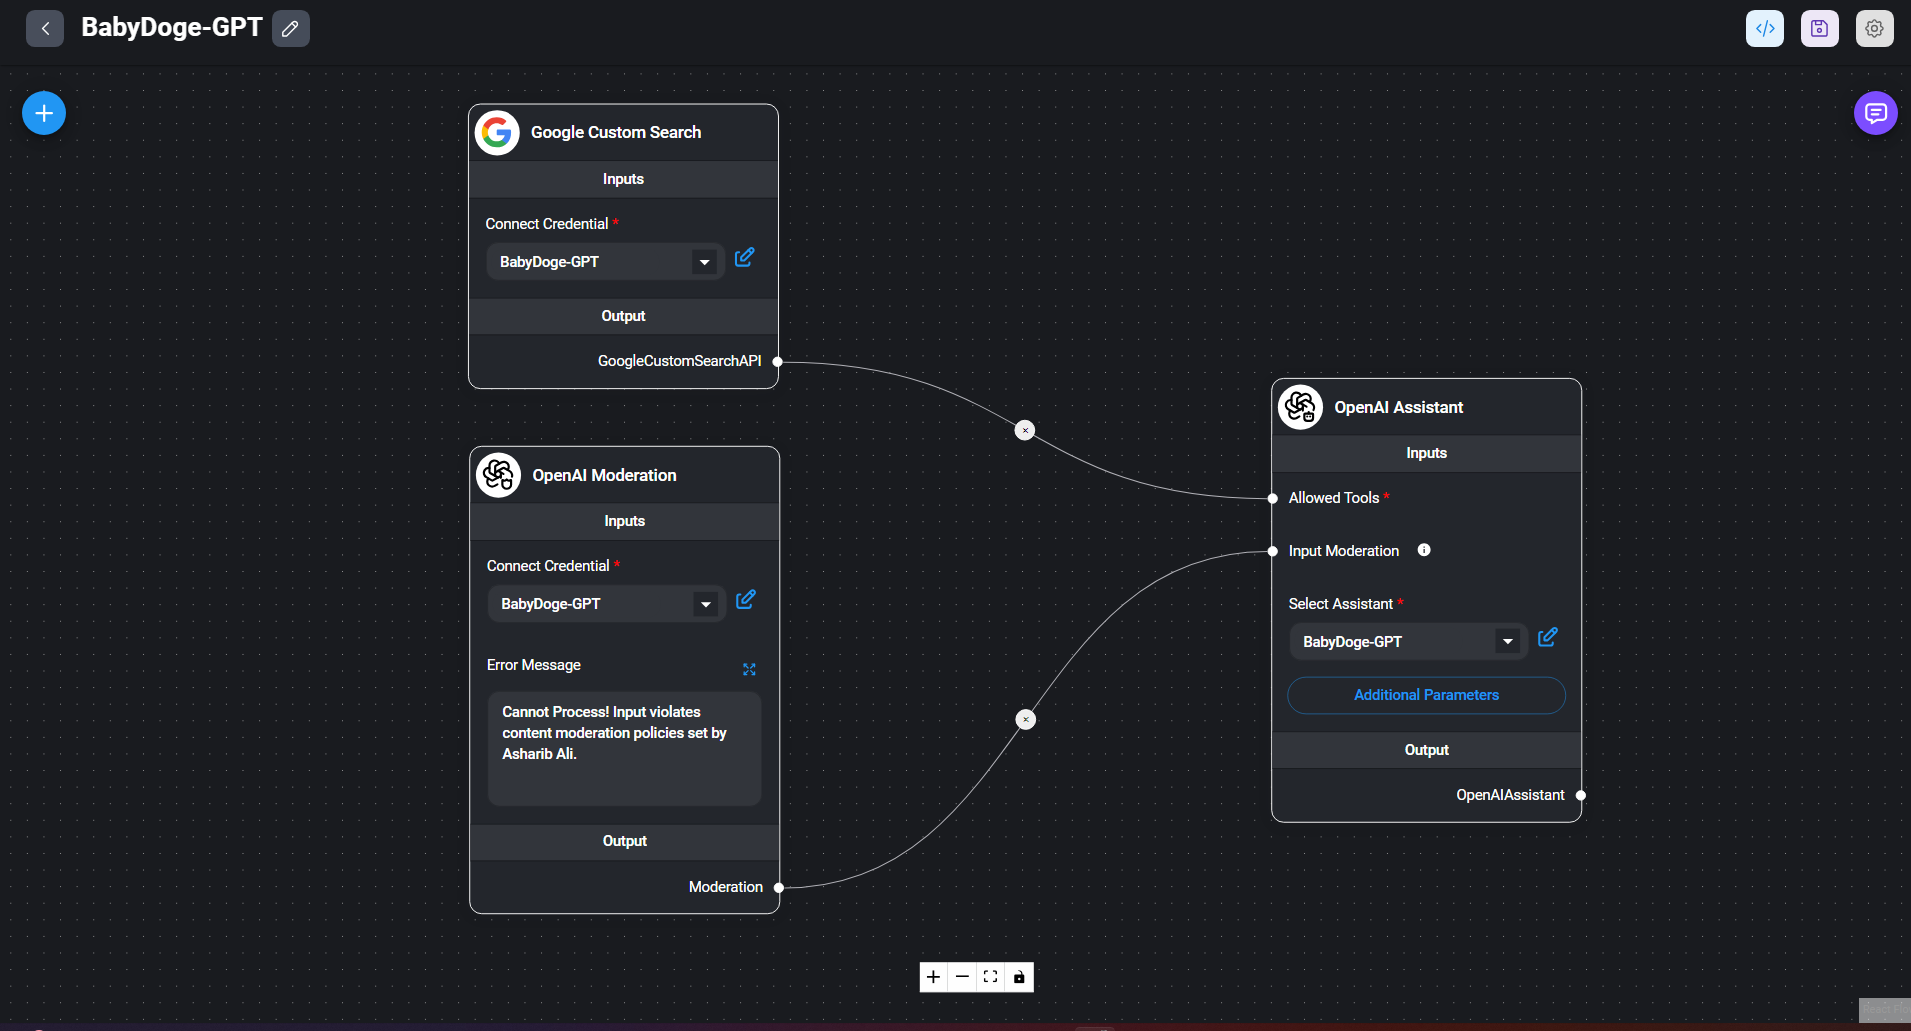 BabyDoge-GPT
Google Custom Search
Inputs
Connect Credential *
BabyDoge-GPT
Output
GoogleCustomSearchAPI
OpenAI Moderation
Inputs
Connect Credential *
BabyDoge-GPT
Error Message
Cannot Process! Input violates
content moderation policies set by
Asharib Ali.
Output
Moderation
OpenAI Assistant
Inputs
Allowed Tools *
Input Moderation
Select Assistant *
BabyDoge-GPT
Additional Parameters
Output
OpenAIAssistant